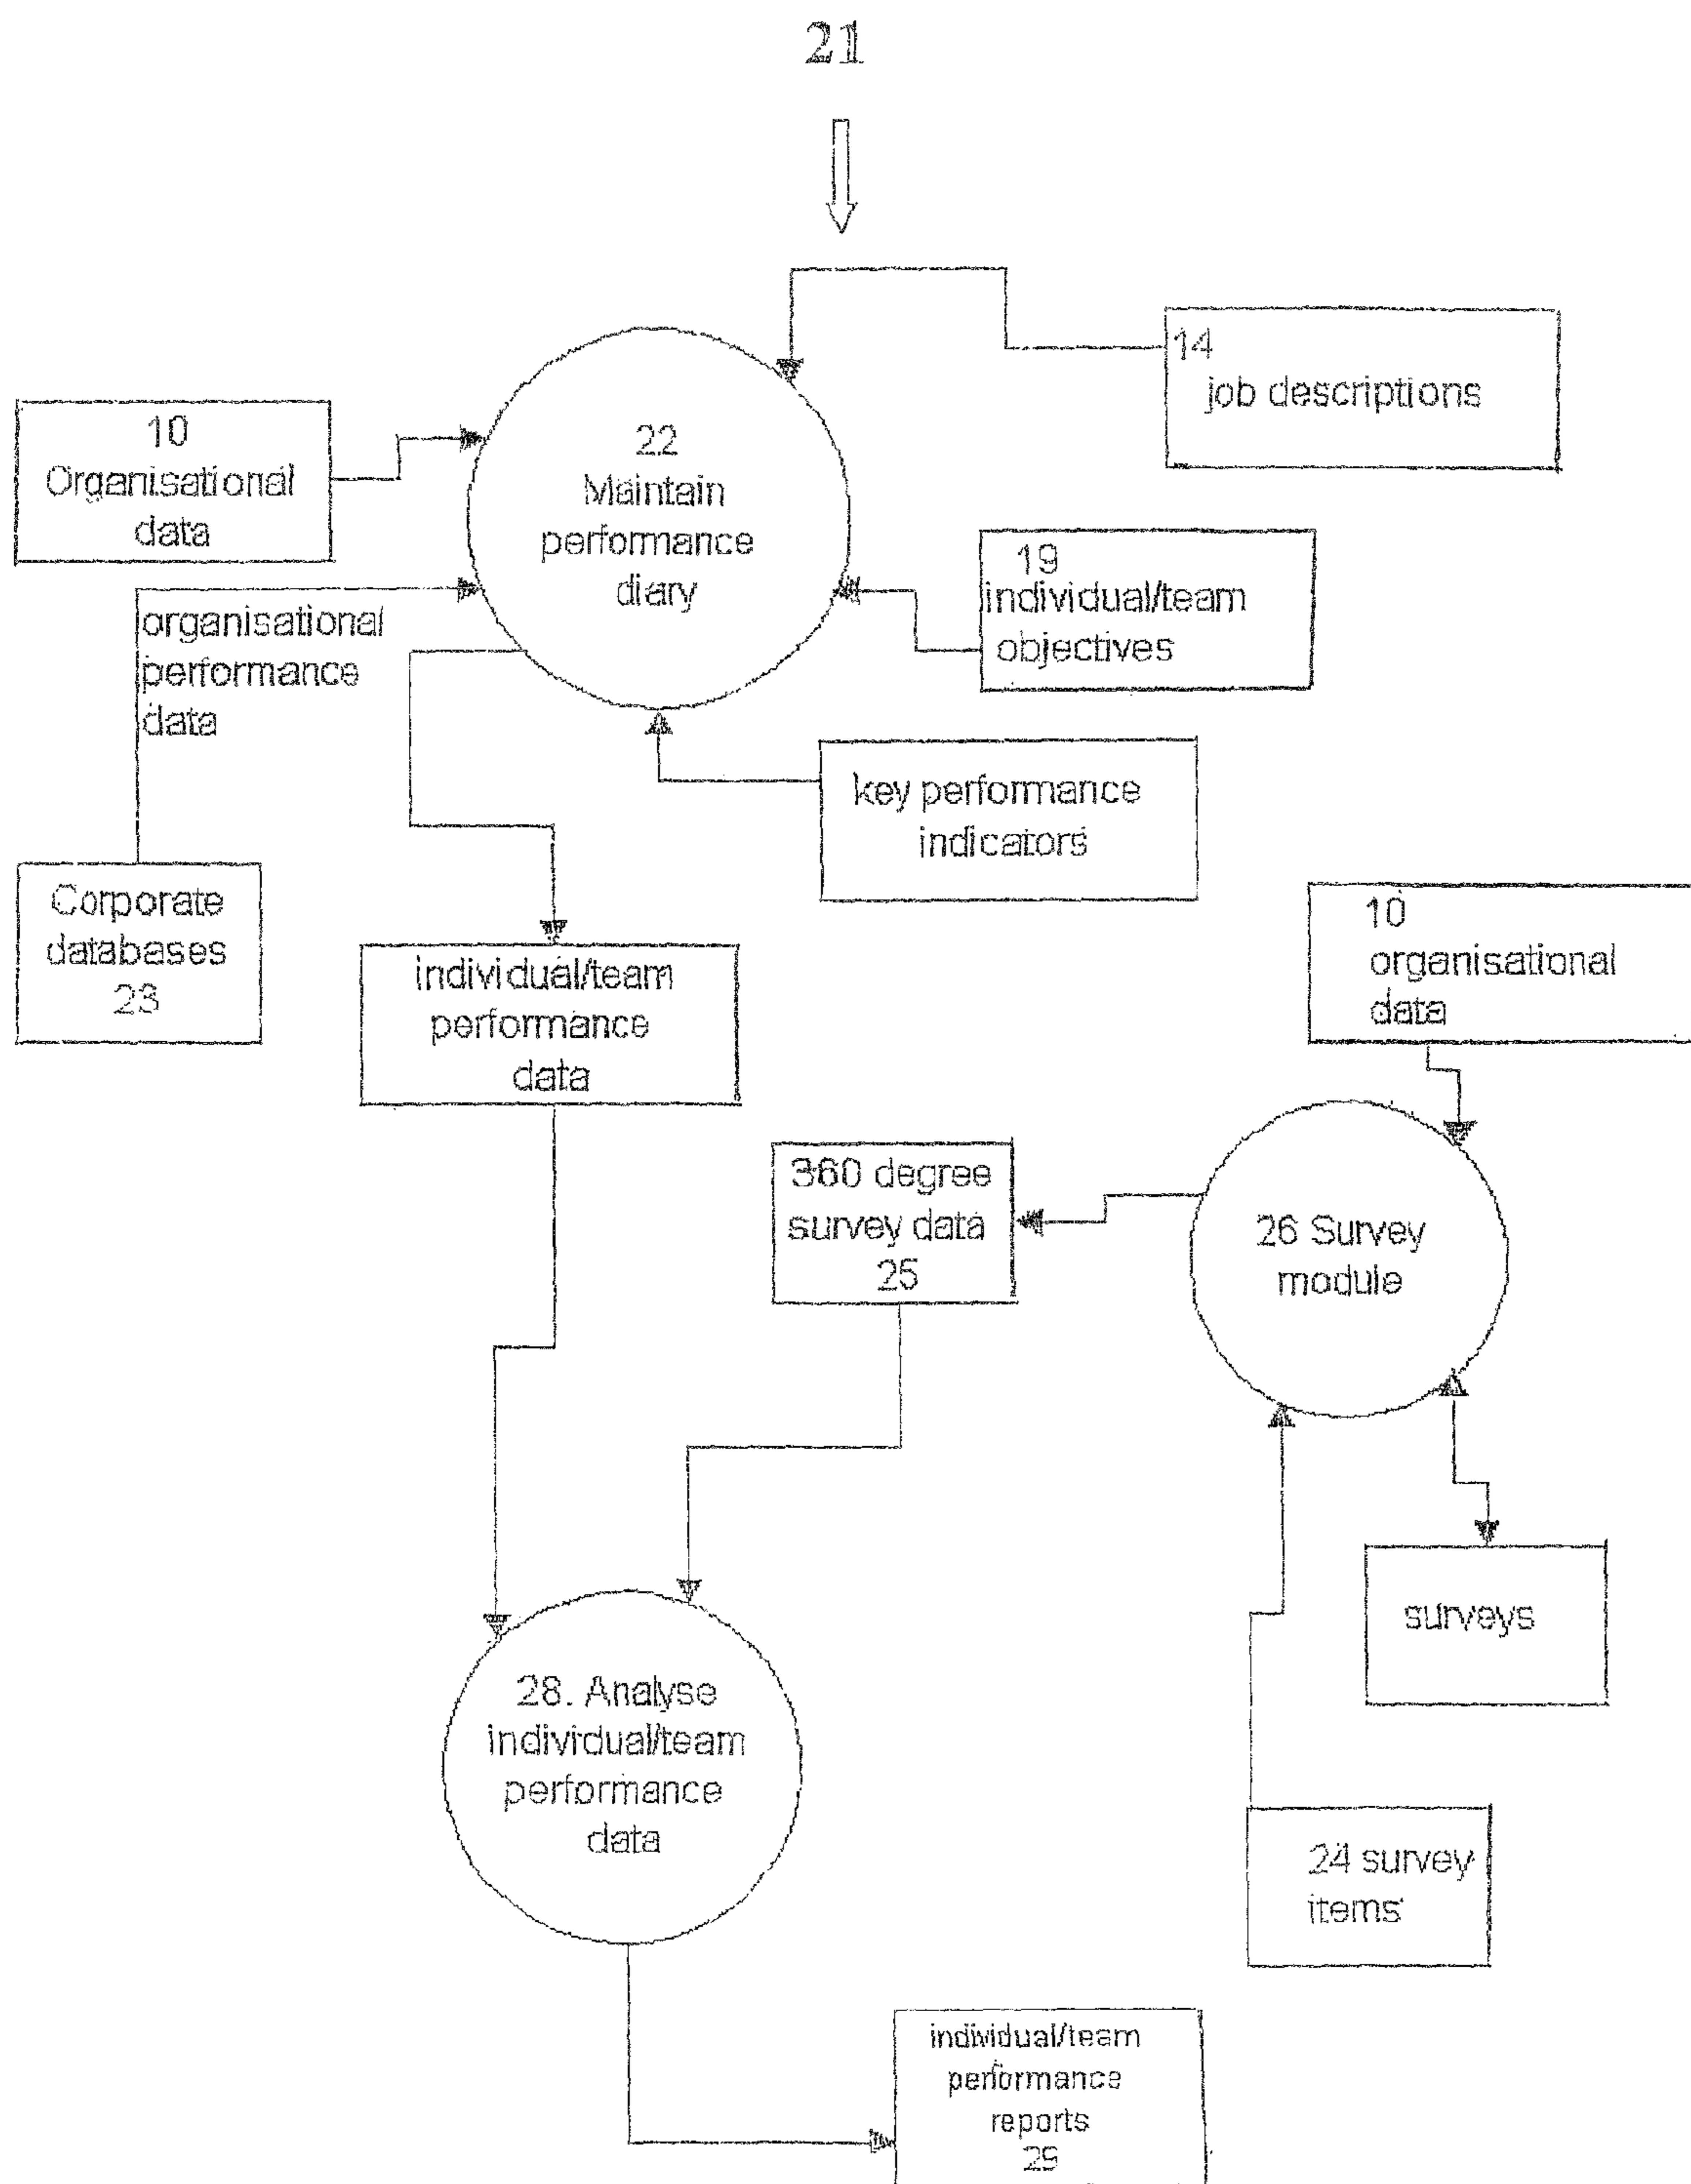 21
14
job descriptions
10
Organisational
data
22
Maintain
performance
diary
19
individual/team
objectives
organisational
performance
data
key performance
indicators
Corporate
databases
23
individual/team
performance
data
10
organisational
data
360 degree
survey data
25
26 Survey
module
surveys
28. Analyse
individual/team
performance
data
24 survey
items
individual/team
performance
reports
29